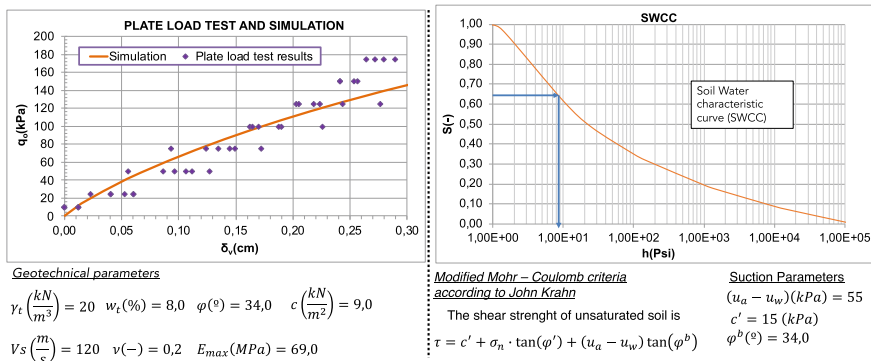 PLATE LOAD TEST AND SIMULATION
200
180
160
140
120
100
80
60
40
20
0
q₀(kPa)
Simulation
Plate load test results
0,00 0,05 0,10 0,15 0,20 0,25 0,30
δᵥ(cm)
Geotechnical parameters
γₜ (kN/m³) = 20 wₜ(%) = 8,0 φ(º) = 34,0 c (kN/m²) = 9,0
Vs (m/s) = 120 ν(−) = 0,2 Eₘₐₓ(MPa) = 69,0
SWCC
1,00
0,90
0,80
0,70
0,60
0,50
0,40
0,30
0,20
0,10
0,00
S(-)
Soil Water
characteristic
curve (SWCC)
1,00E+00 1,00E+01 1,00E+02 1,00E+03 1,00E+04 1,00E+05
h(Psi)
Modified Mohr – Coulomb criteria
according to John Krahn
The shear strenght of unsaturated soil is
τ = c′ + σₙ · tan(φ′) + (uₐ − u_w) tan(φᵇ)
Suction Parameters
(uₐ − u_w)(kPa) = 55
c′ = 15 (kPa)
φᵇ(º) = 34,0